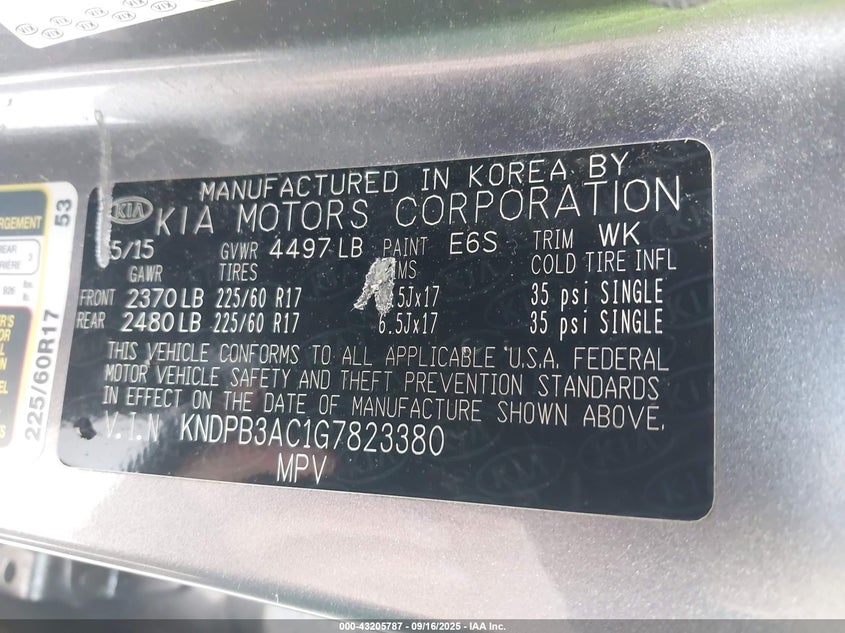 MANUFACTURED IN KOREA BY
KIA KIA MOTORS CORPORATION
5/15 GVWR 4497 LB PAINT E6S TRIM WK
GAWR TIRES COLD TIRE INFL
FRONT 2370 LB 225/60 R17 5Jx17 35 psi SINGLE
REAR 2480 LB 225/60 R17 6.5Jx17 35 psi SINGLE
THIS VEHICLE CONFORMS TO ALL APPLICABLE U.S.A. FEDERAL
MOTOR VEHICLE SAFETY AND THEFT PREVENTION STANDARDS
IN EFFECT ON THE DATE OF MANUFACTURE SHOWN ABOVE.
V.I.N KNDPB3AC1G7823380
MPV
225/60R17 53
000-43205787 - 09/16/2025 - IAA Inc.